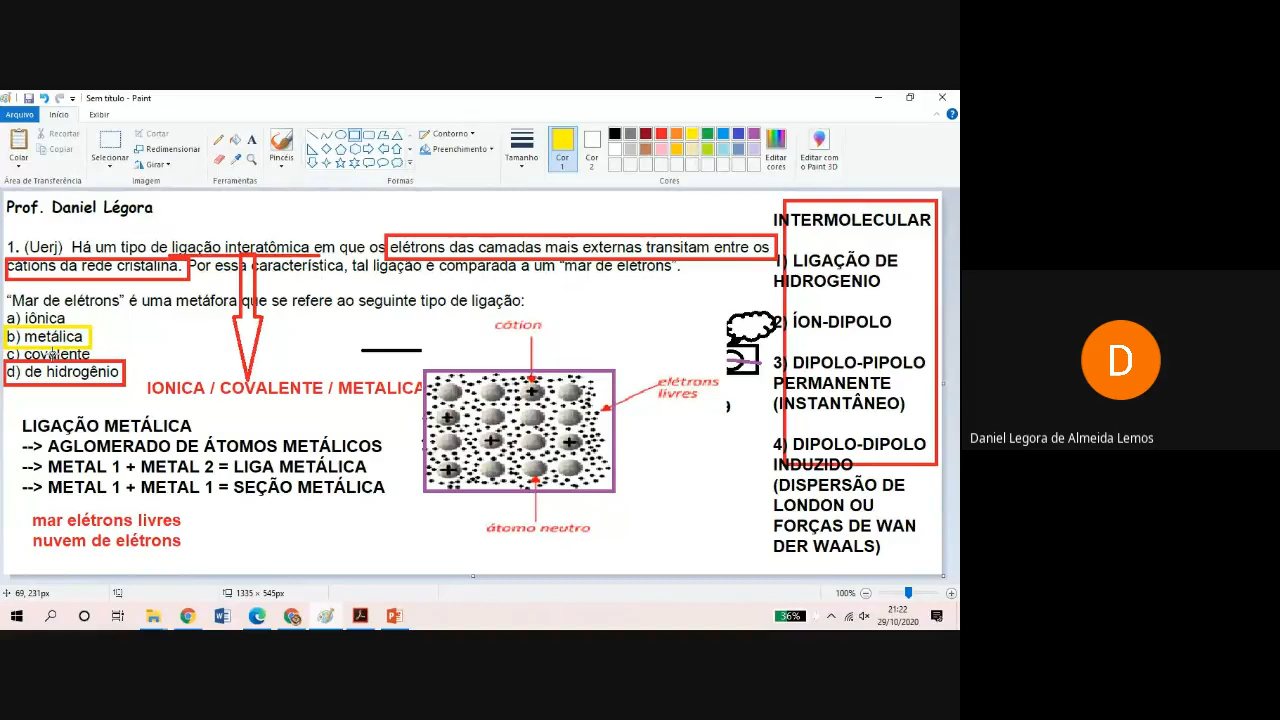 Sem título - Paint
Arquivo
Início
Exibir
Colar
Recortar
Copiar
Área de Transferência
Selecionar
Cortar
Redimensionar
Girar
Imagem
Ferramentas
Pincéis
Contorno
Preenchimento
Formas
Tamanho
Cor
1
Cor
2
Editar
cores
Cores
Editar com
o Paint 3D
Prof. Daniel Légora
1. (Uerj) Há um tipo de ligação interatômica em que os elétrons das camadas mais externas transitam entre os
cátions da rede cristalina. Por essa característica, tal ligação é comparada a um “mar de elétrons”.
“Mar de elétrons” é uma metáfora que se refere ao seguinte tipo de ligação:
a) iônica
b) metálica
c) covalente
d) de hidrogênio
IONICA / COVALENTE / METALICA
LIGAÇÃO METÁLICA
--> AGLOMERADO DE ÁTOMOS METÁLICOS
--> METAL 1 + METAL 2 = LIGA METÁLICA
--> METAL 1 + METAL 1 = SEÇÃO METÁLICA
mar elétrons livres
nuvem de elétrons
cátion
elétrons
livres
átomo neutro
INTERMOLECULAR
1) LIGAÇÃO DE
HIDROGENIO
2) ÍON-DIPOLO
3) DIPOLO-PIPOLO
PERMANENTE
(INSTANTÂNEO)
4) DIPOLO-DIPOLO
INDUZIDO
(DISPERSÃO DE
LONDON OU
FORÇAS DE WAN
DER WAALS)
69, 231px
1335 × 545px
100%
36%
21:22
29/10/2020
D
Daniel Legora de Almeida Lemos